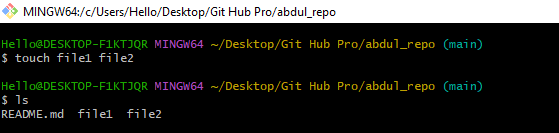 MINGW64:/c/Users/Hello/Desktop/Git Hub Pro/abdul_repo
Hello@DESKTOP-F1KTJQR MINGW64 ~/Desktop/Git Hub Pro/abdul_repo (main)
$ touch file1 file2
Hello@DESKTOP-F1KTJQR MINGW64 ~/Desktop/Git Hub Pro/abdul_repo (main)
$ ls
README.md  file1  file2